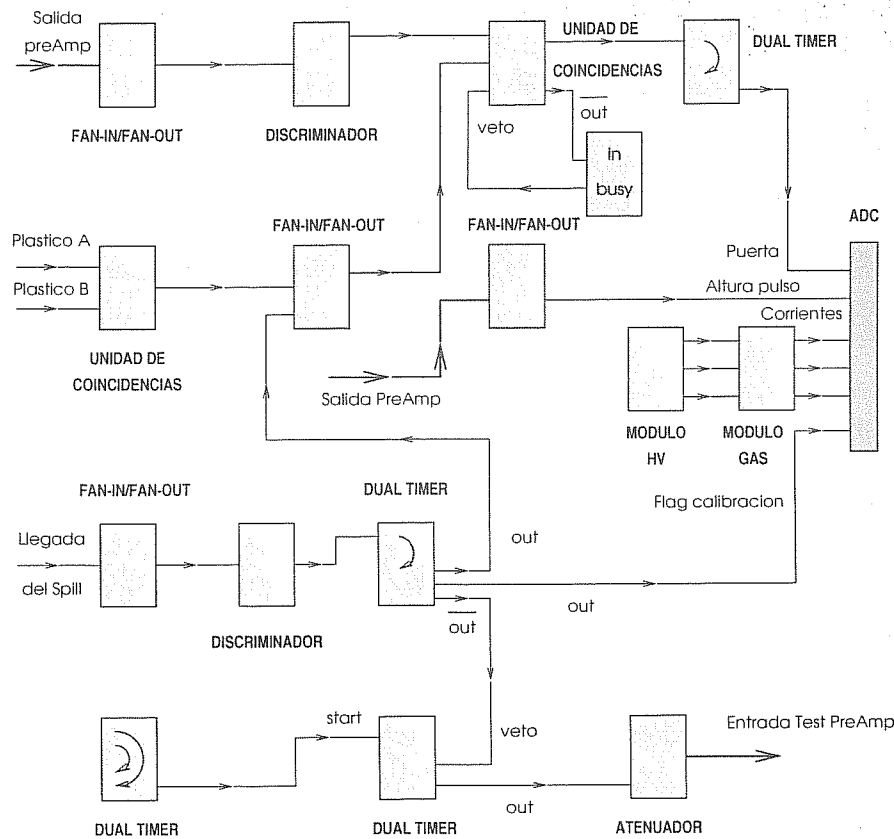 Salida
preAmp
FAN-IN/FAN-OUT
DISCRIMINADOR
UNIDAD DE
COINCIDENCIAS
DUAL TIMER
veto
out
in
busy
Plastico A
Plastico B
UNIDAD DE
COINCIDENCIAS
FAN-IN/FAN-OUT
FAN-IN/FAN-OUT
Salida PreAmp
ADC
Puerta
Altura pulso
Corrientes
MODULO
HV
MODULO
GAS
Flag calibracion
FAN-IN/FAN-OUT
Llegada
del Spill
DISCRIMINADOR
DUAL TIMER
out
out
out
veto
start
DUAL TIMER
DUAL TIMER
out
ATENUADOR
Entrada Test PreAmp